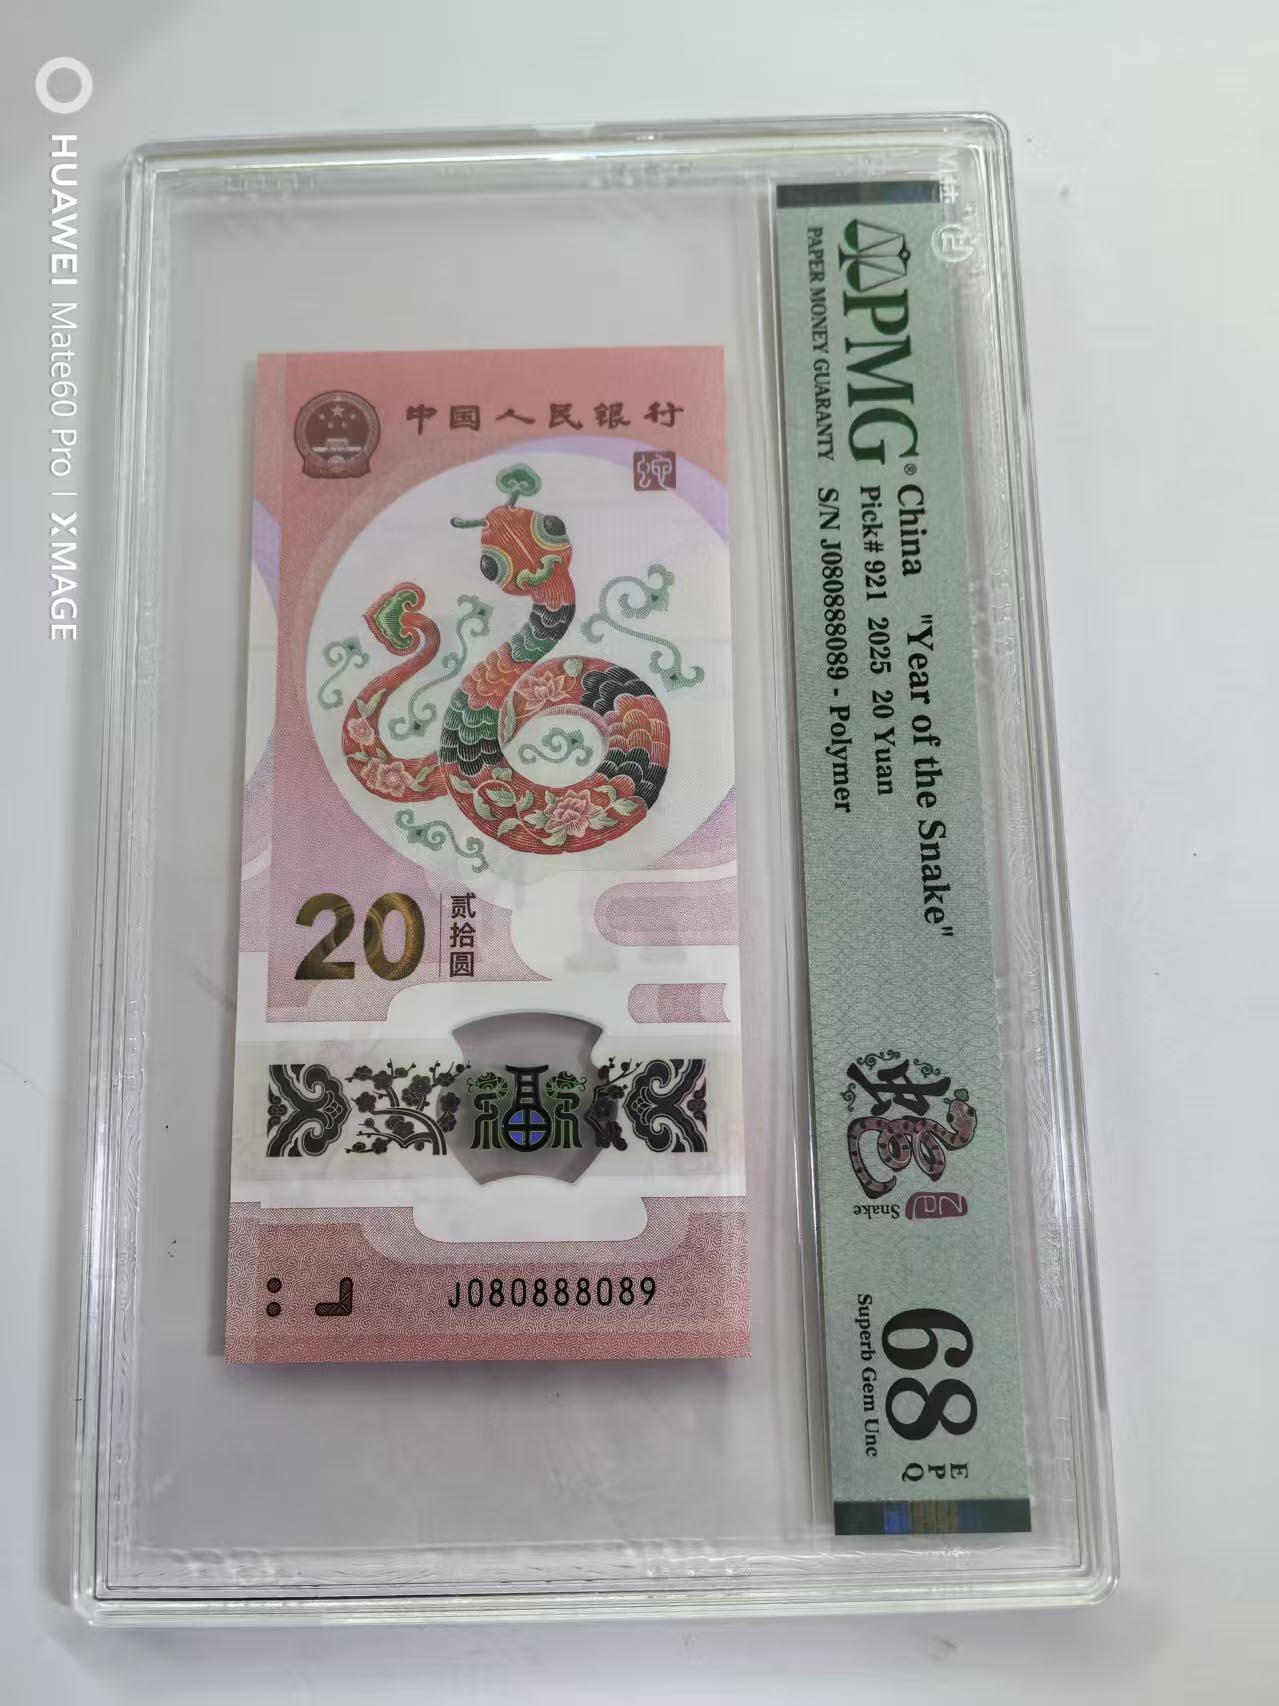 HUAWEI Mate60 Pro | XMAGE
中国人民银行
20
贰拾圆
J080888089
PMG
®
PAPER MONEY GUARANTY
China "Year of the Snake"
Pick# 921 2025 20 Yuan
S/N J080888089 - Polymer
Snake
68
EPQ
Superb Gem Unc